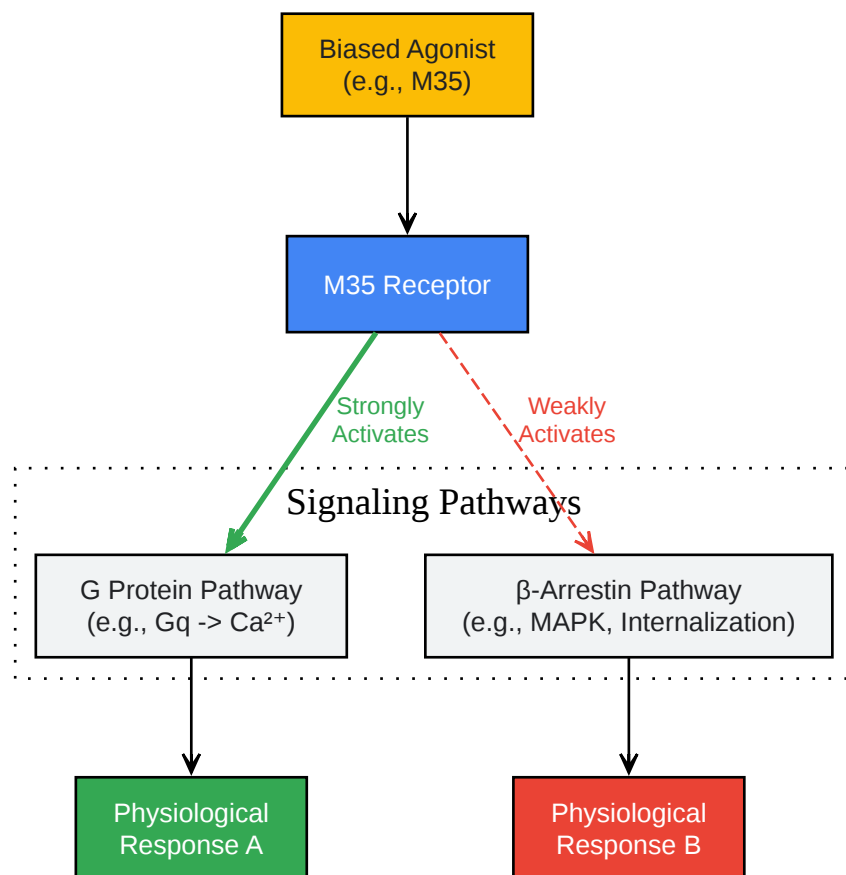 Biased Agonist
(e.g., M35)
M35 Receptor
Strongly
Activates
Weakly
Activates
Signaling Pathways
G Protein Pathway
(e.g., Gq -> Ca²⁺)
β-Arrestin Pathway
(e.g., MAPK, Internalization)
Physiological
Response A
Physiological
Response B